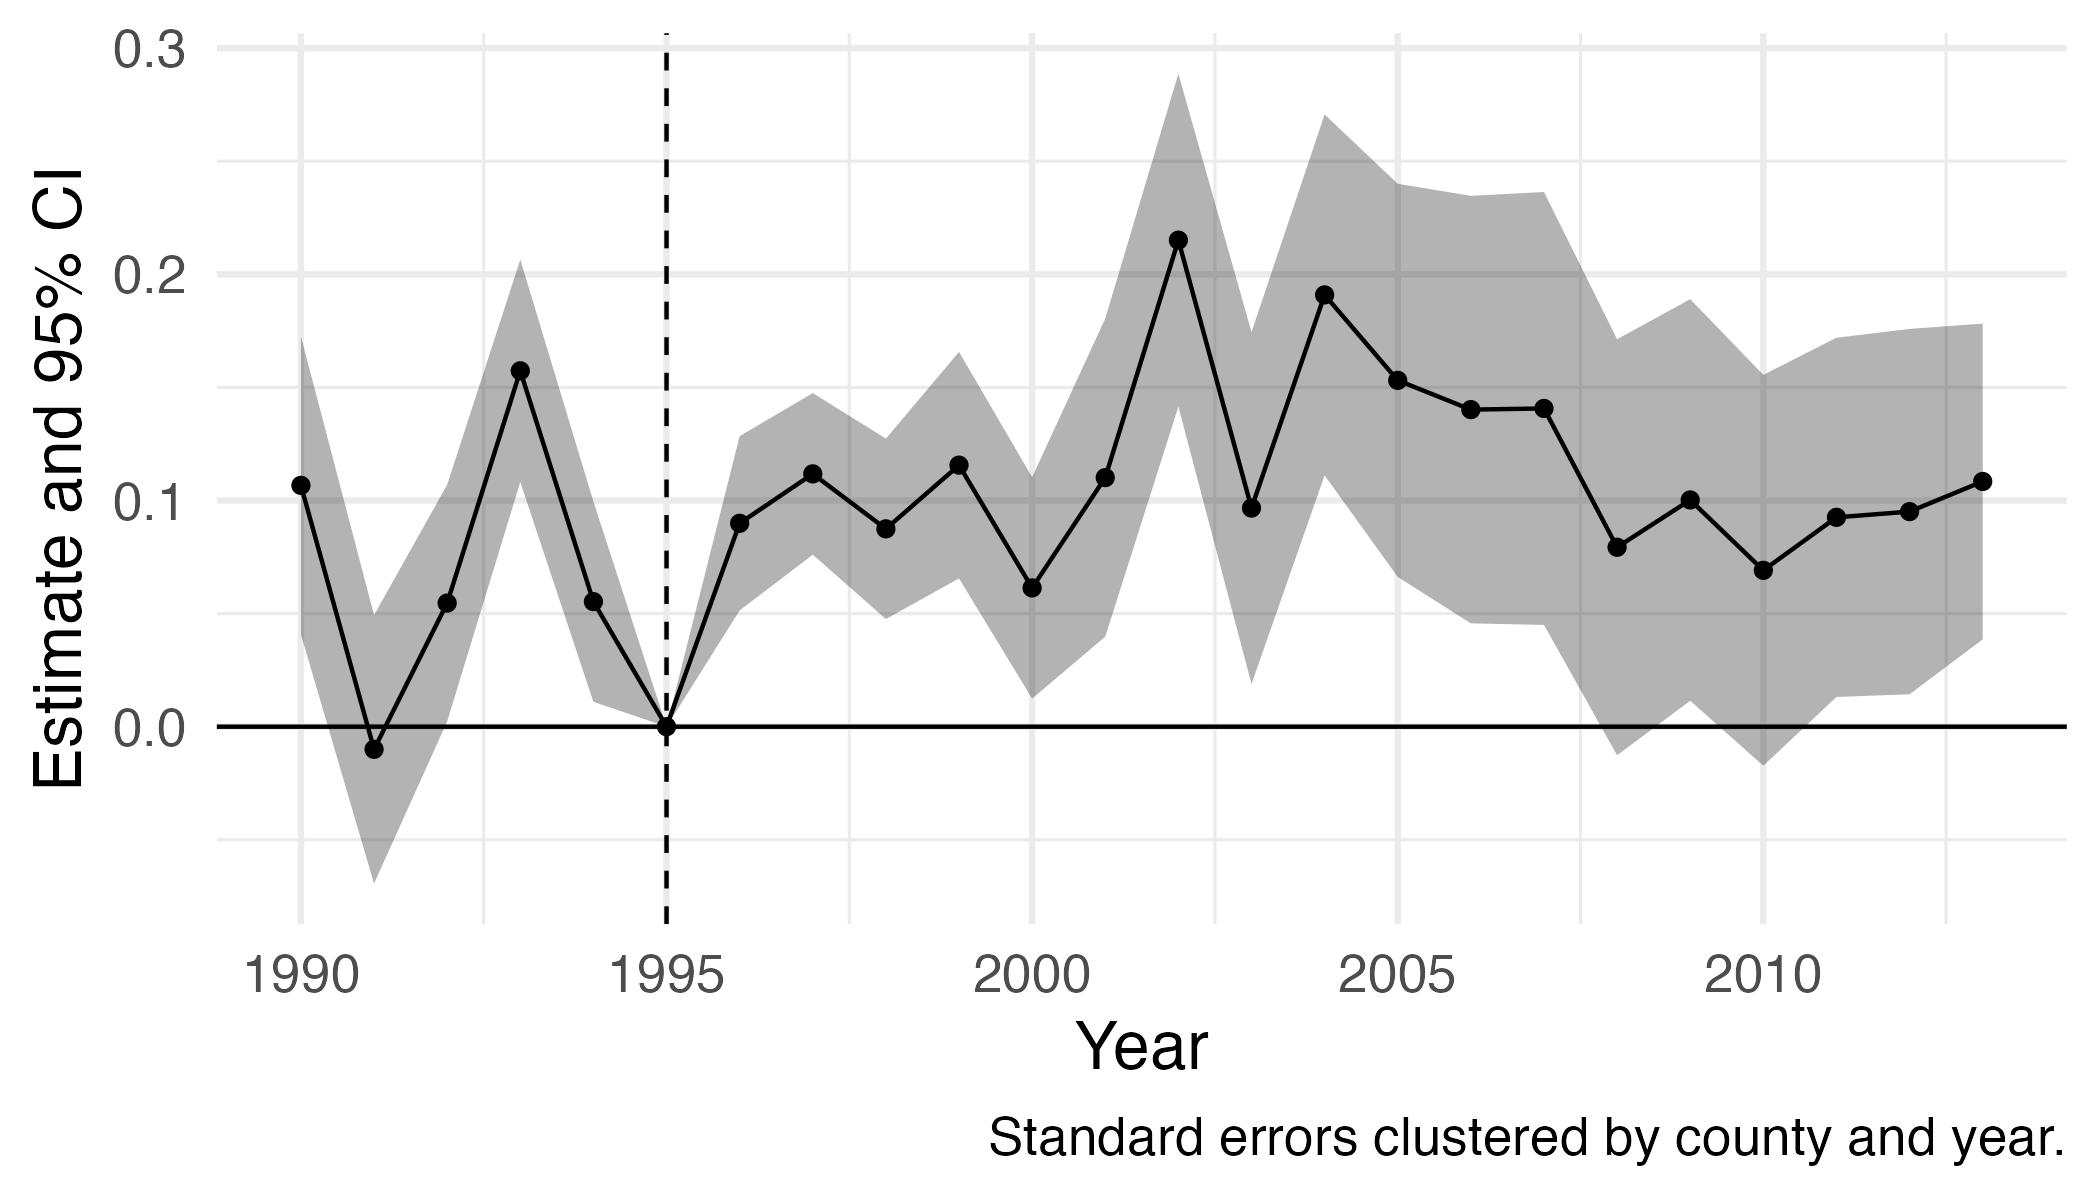 Estimate and 95% CI
0.3
0.2
0.1
0.0
1990 1995 2000 2005 2010
Year
Standard errors clustered by county and year.